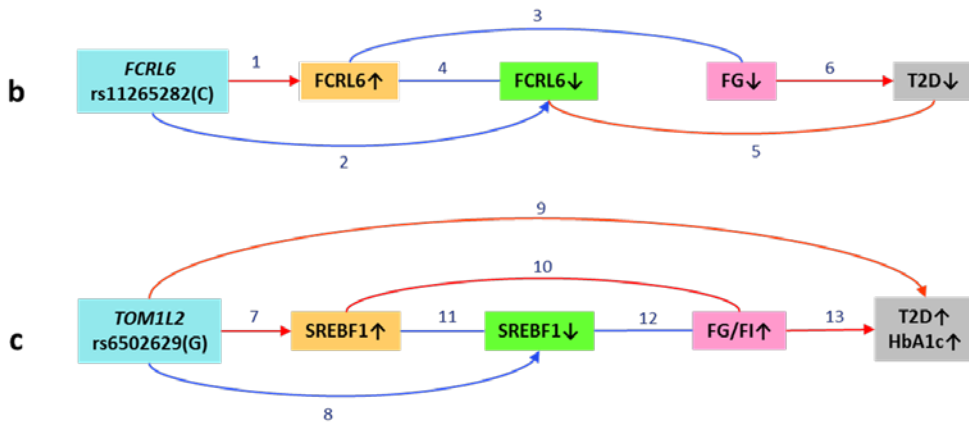 b
FCRL6
rs11265282(C)
1
FCRL6↑
4
FCRL6↓
3
FG↓
6
T2D↓
2
5
c
9
TOM1L2
rs6502629(G)
7
SREBF1↑
10
11
SREBF1↓
12
FG/FI↑
13
T2D↑
HbA1c↑
8